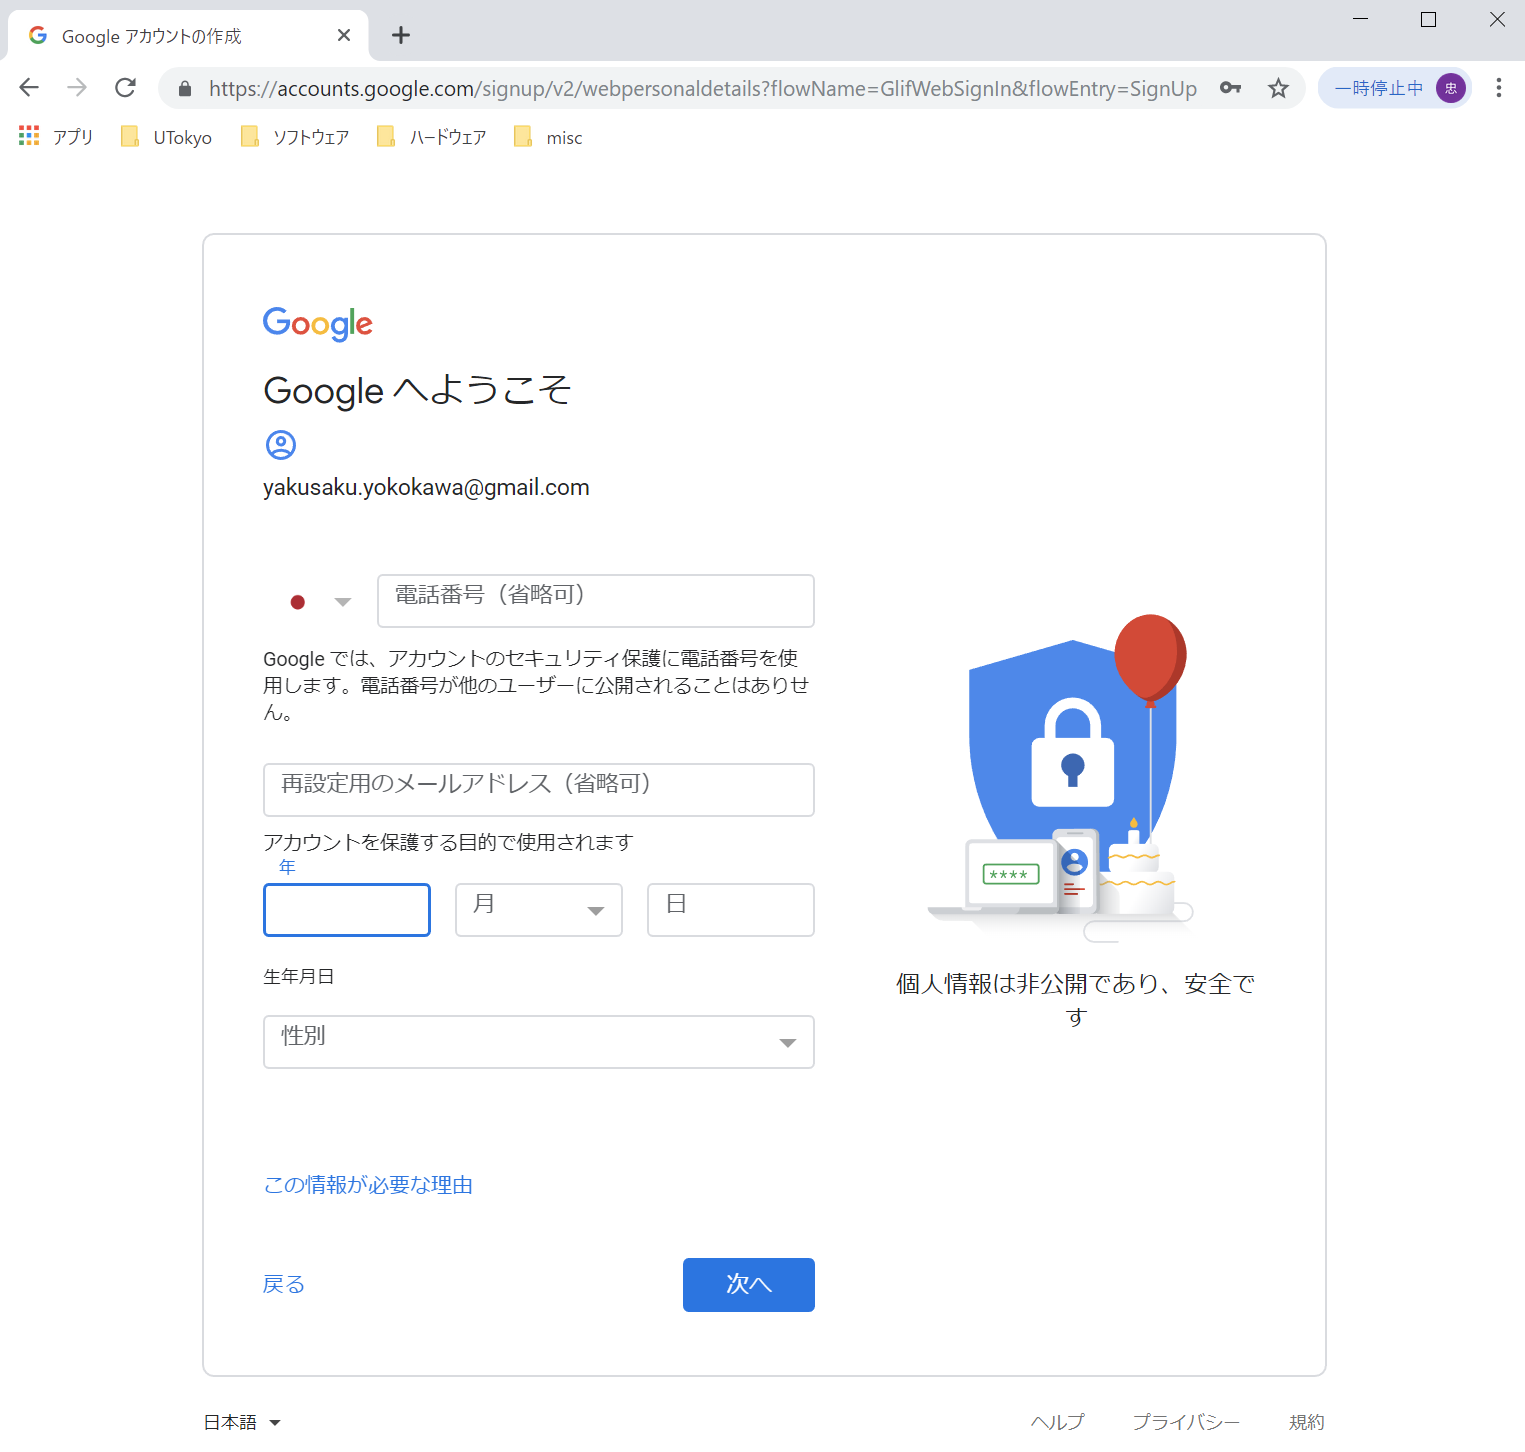 Google アカウントの作成
https://accounts.google.com/signup/v2/webpersonaldetails?flowName=GlifWebSignIn&flowEntry=SignUp
一時停止中 忠
アプリ UTokyo ソフトウェア ハードウェア misc
Google
Google へようこそ
yakusaku.yokokawa@gmail.com
電話番号（省略可）
Google では、アカウントのセキュリティ保護に電話番号を使
用します。電話番号が他のユーザーに公開されることはありませ
ん。
再設定用のメールアドレス（省略可）
アカウントを保護する目的で使用されます
年
月
日
生年月日
性別
この情報が必要な理由
戻る
次へ
****
個人情報は非公開であり、安全で
す
日本語
ヘルプ プライバシー 規約